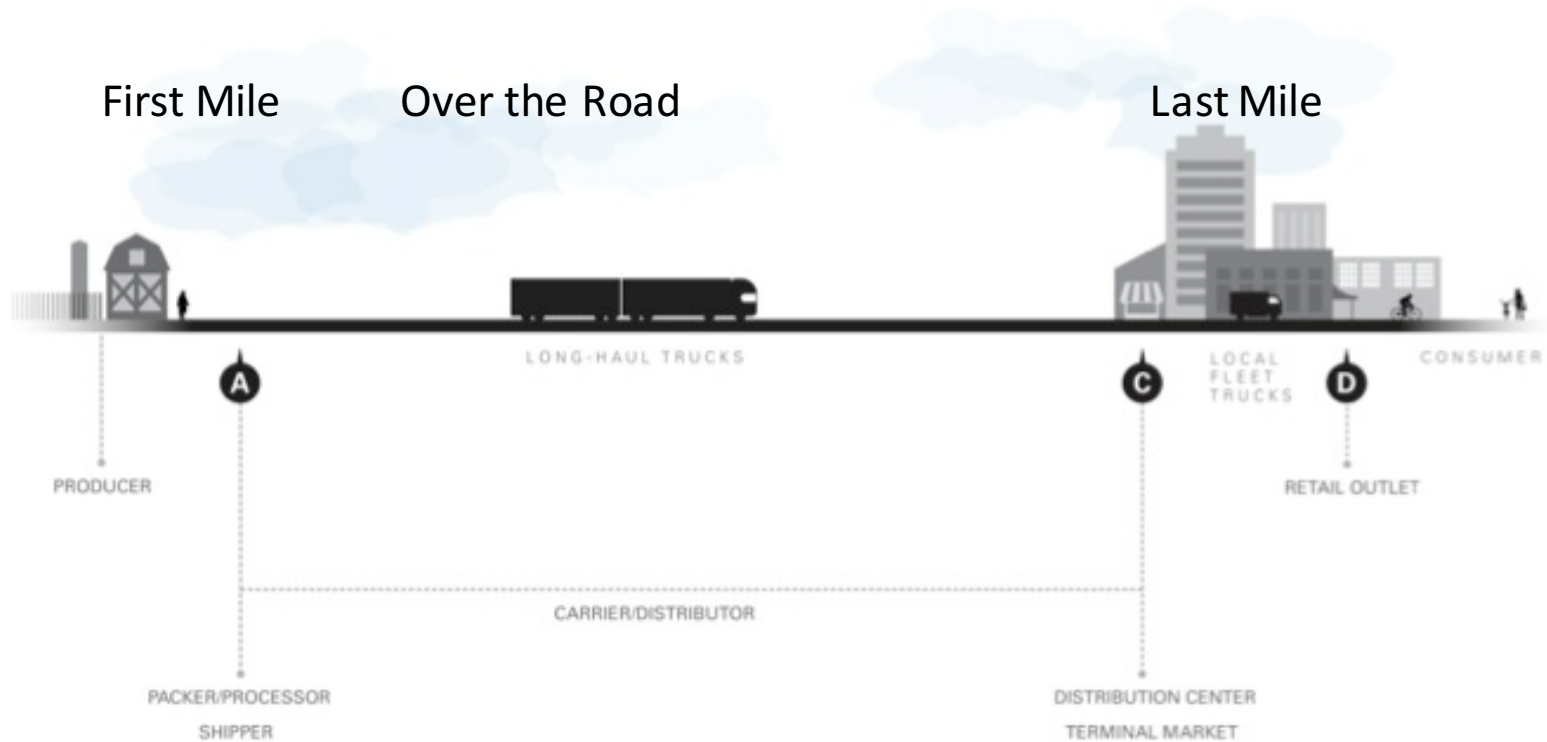 First Mile
Over the Road
Last Mile
LONG-HAUL TRUCKS
LOCAL
FLEET
TRUCKS
CONSUMER
A
C
D
PRODUCER
RETAIL OUTLET
CARRIER/DISTRIBUTOR
PACKER/PROCESSOR
SHIPPER
DISTRIBUTION CENTER
TERMINAL MARKET